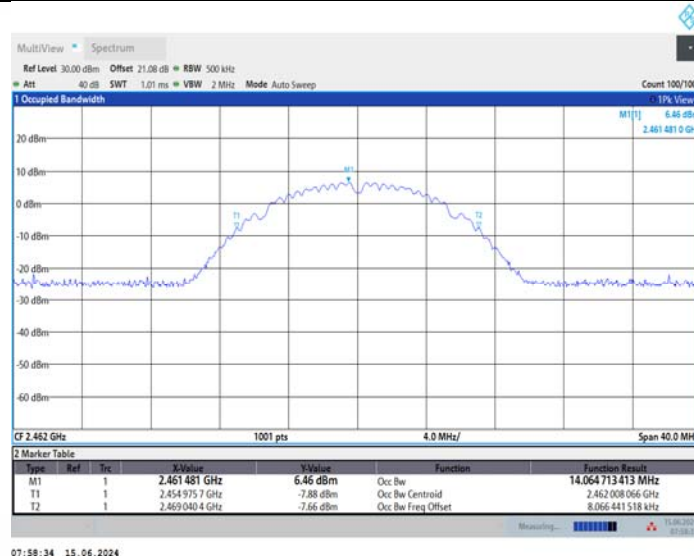 MultiView Spectrum
Ref Level 30.00 dBm Offset 21.08 dB RBW 500 kHz
Att 40 dB SWT 1.01 ms VBW 2 MHz Mode Auto Sweep Count 100/100
1 Occupied Bandwidth 1Pk View
M1[1] 6.46 dBm
2.461 481 0 GH
20 dBm
M1
10 dBm
0 dBm
T1 T2
-10 dBm
-20 dBm
-30 dBm
-40 dBm
-50 dBm
-60 dBm
CF 2.462 GHz 1001 pts 4.0 MHz/ Span 40.0 MH
2 Marker Table
Type Ref Trc X-Value Y-Value Function Function Result
M1 1 2.461 481 GHz 6.46 dBm Occ Bw 14.064 713 413 MHz
T1 1 2.454 975 7 GHz -7.88 dBm Occ Bw Centroid 2.462 008 066 GHz
T2 1 2.469 040 4 GHz -7.66 dBm Occ Bw Freq Offset 8.066 441 518 kHz
Measuring...
07:58:34 15.06.2024